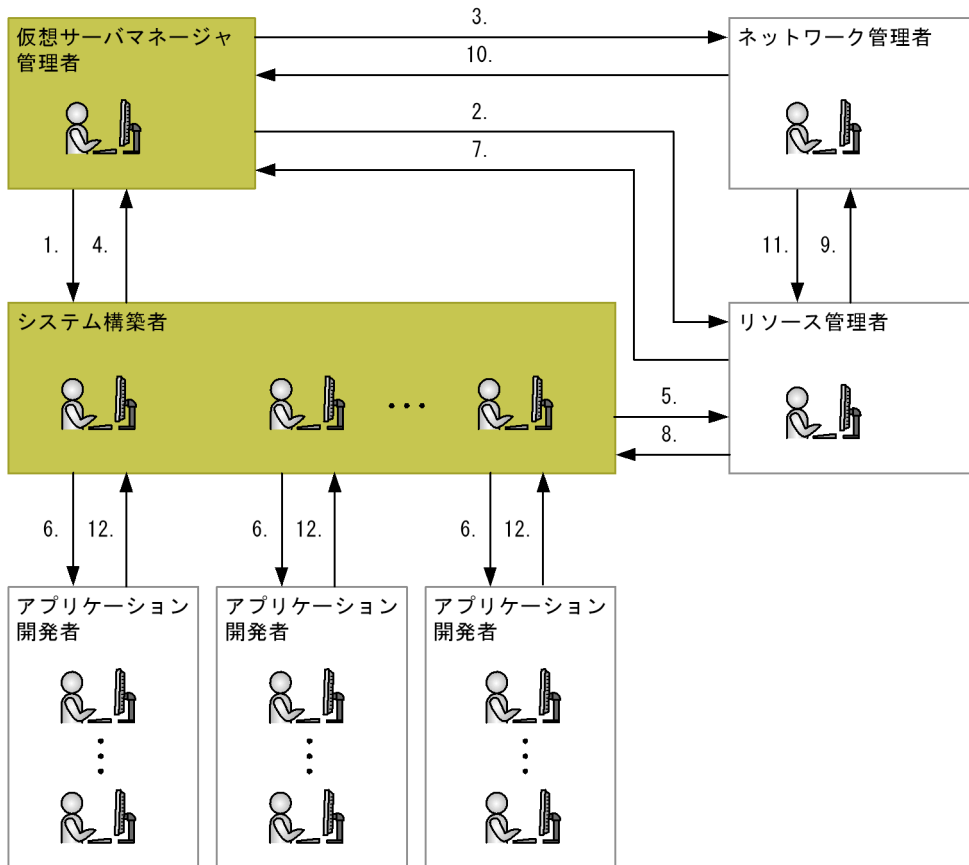 仮想サーバマネージャ
管理者
3.
10.
2.
7.
ネットワーク管理者
1.
4.
11.
9.
システム構築者
リソース管理者
・・・
5.
8.
6.
12.
6.
12.
6.
12.
アプリケーション
開発者
アプリケーション
開発者
アプリケーション
開発者